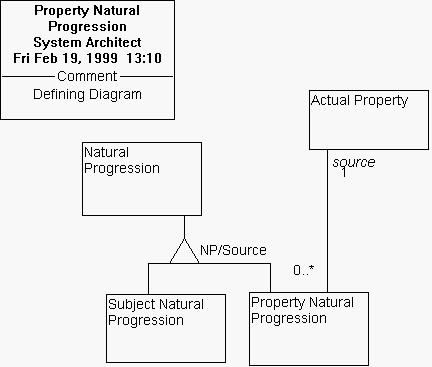 Property Natural
Progression
System Architect
Fri Feb 19, 1999  13:10
Comment
Defining Diagram
Actual Property
source
1
Natural
Progression
NP/Source
0..*
Subject Natural
Progression
Property Natural
Progression